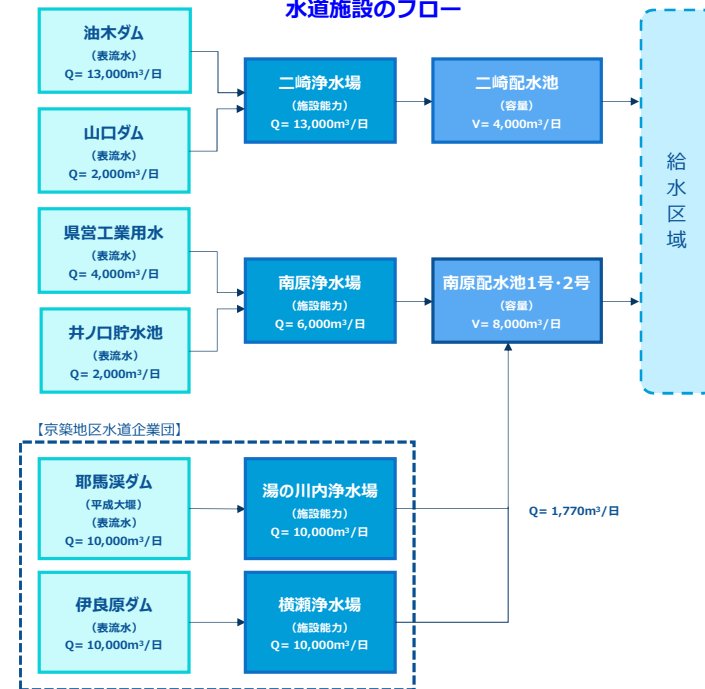 水道施設のフロー
油木ダム
(表流水)
Q= 13,000m³/日
山口ダム
(表流水)
Q= 2,000m³/日
二崎浄水場
(施設能力)
Q= 13,000m³/日
二崎配水池
(容量)
V= 4,000m³/日
給水区域
県営工業用水
(表流水)
Q= 4,000m³/日
井ノ口貯水池
(表流水)
Q= 2,000m³/日
南原浄水場
(施設能力)
Q= 6,000m³/日
南原配水池1号・2号
(容量)
V= 8,000m³/日
【京築地区水道企業団】
耶馬渓ダム
(平成大堰)
(表流水)
Q= 10,000m³/日
湯の川内浄水場
(施設能力)
Q= 10,000m³/日
Q= 1,770m³/日
伊良原ダム
(表流水)
Q= 10,000m³/日
横瀬浄水場
(施設能力)
Q= 10,000m³/日